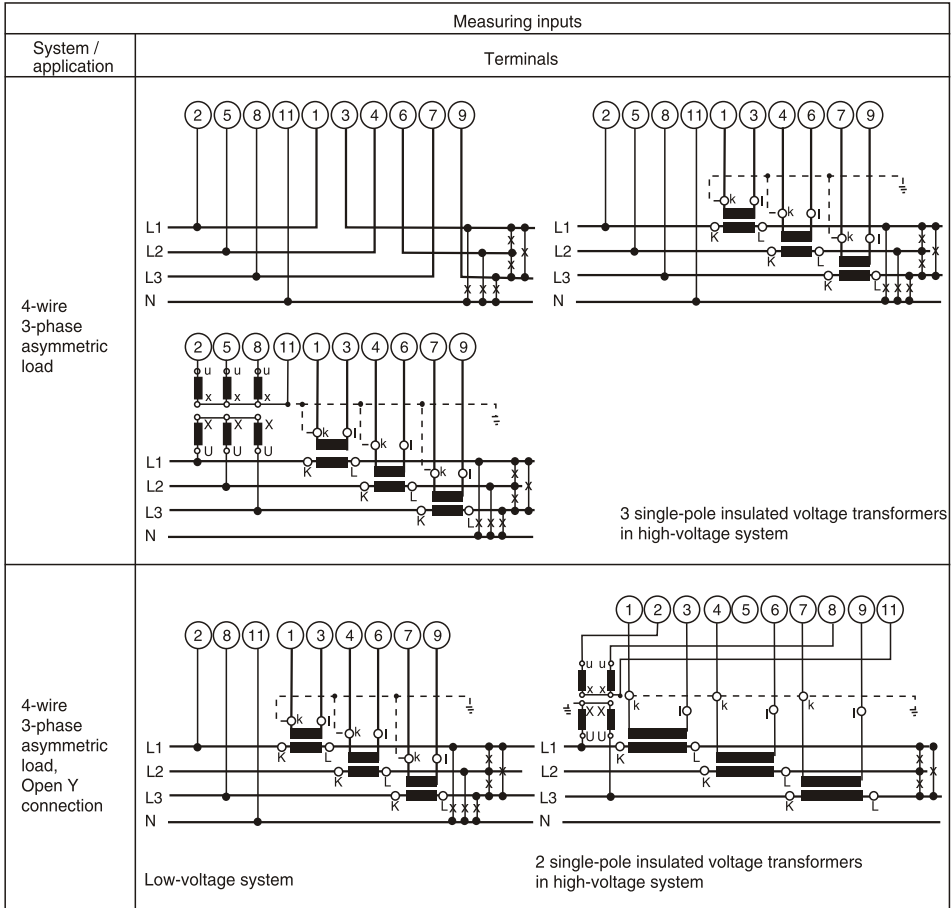 Measuring inputs
System / application
Terminals
4-wire
3-phase
asymmetric
load
2 5 8 11 1 3 4 6 7 9
k l k l k l
L1
L2
L3
N
2 5 8 11 1 3 4 6 7 9
K L K L K L
2 5 8 11 1 3 4 6 7 9
u u u
x x x
X X X
U U U
k l k l k l
L1
L2
L3
N
K L K L K L
3 single-pole insulated voltage transformers
in high-voltage system
4-wire
3-phase
asymmetric
load,
Open Y
connection
2 8 11 1 3 4 6 7 9
k l k l k l
L1
L2
L3
N
K L K L K L
Low-voltage system
1 2 3 4 5 6 7 8 9 11
u u
x x
X X
U U
k l k l k l
L1
L2
L3
N
K L K L K L
2 single-pole insulated voltage transformers
in high-voltage system